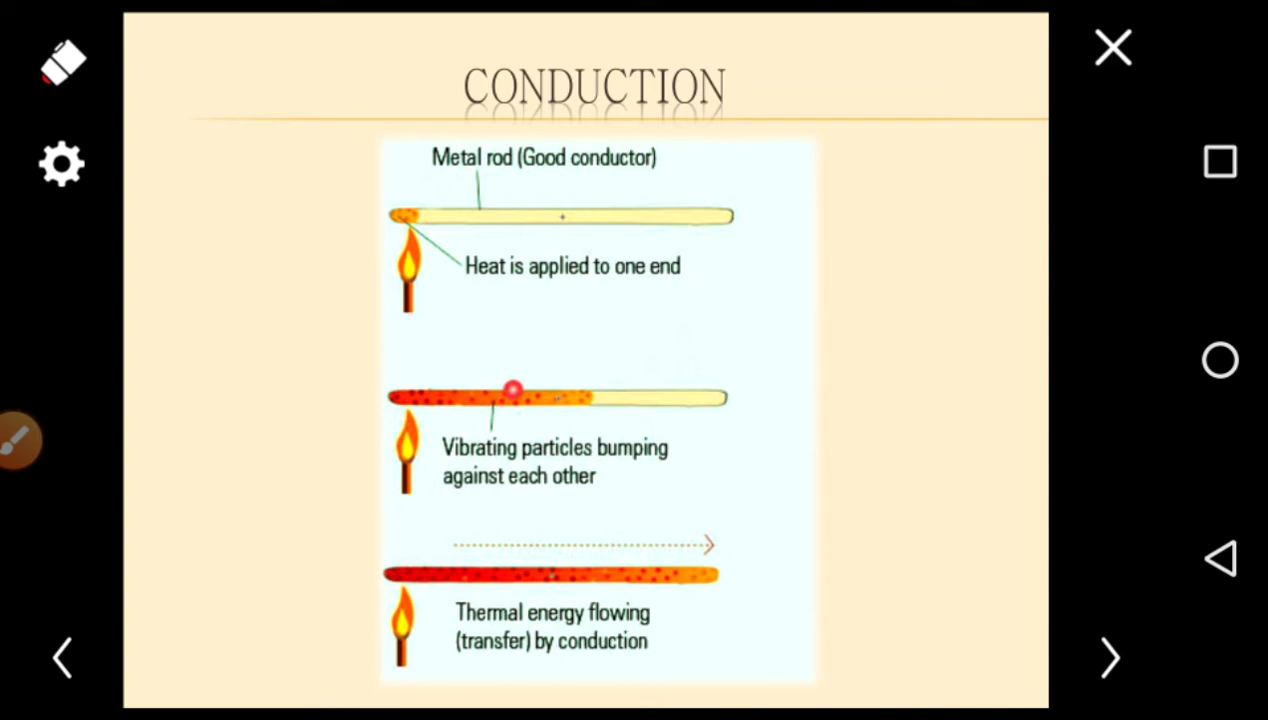 CONDUCTION
Metal rod (Good conductor)
Heat is applied to one end
Vibrating particles bumping
against each other
Thermal energy flowing
(transfer) by conduction